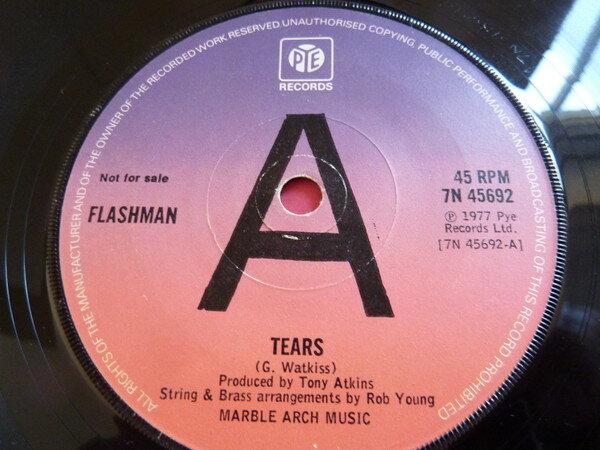 ALL RIGHTS OF THE MANUFACTURER AND OF THE OWNER OF THE RECORDED WORK RESERVED UNAUTHORISED COPYING, PUBLIC PERFORMANCE AND BROADCASTING OF THIS RECORD PROHIBITED
PYE
RECORDS
A
Not for sale
FLASHMAN
45 RPM
7N 45692
℗ 1977 Pye
Records Ltd.
[7N 45692-A]
TEARS
(G. Watkiss)
Produced by Tony Atkins
String & Brass arrangements by Rob Young
MARBLE ARCH MUSIC